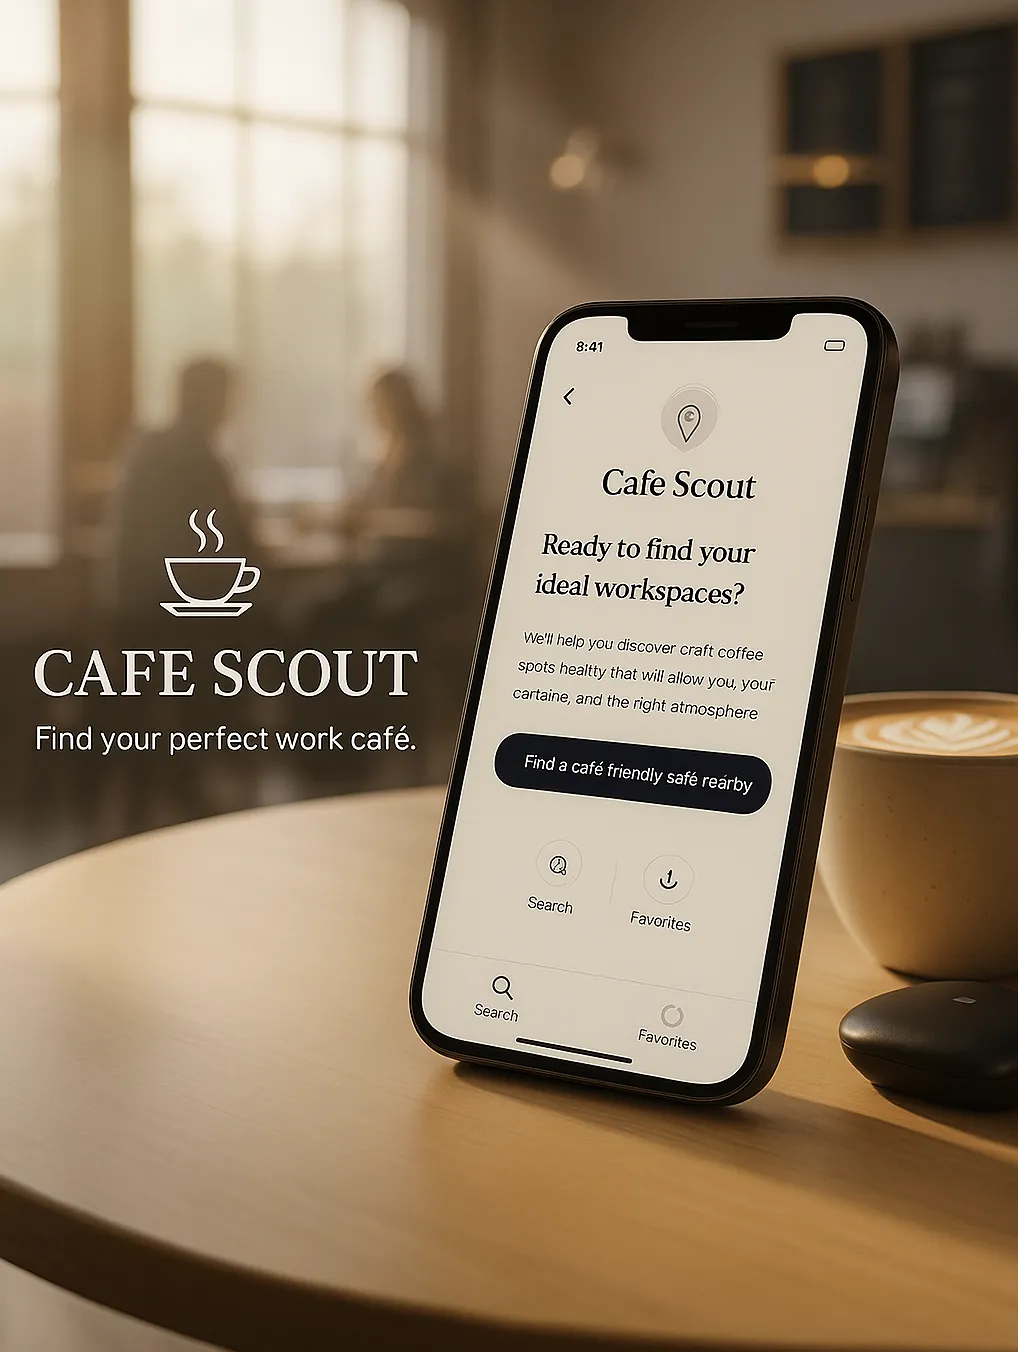 CAFE SCOUT
Find your perfect work café.
8:41
Cafe Scout
Ready to find your
ideal workspaces?
We'll help you discover craft coffee
spots healtty that will allow you, your
cartaine, and the right atmosphere
Find a café friendly safé reárby
Search
Favorites
Search
Favorites